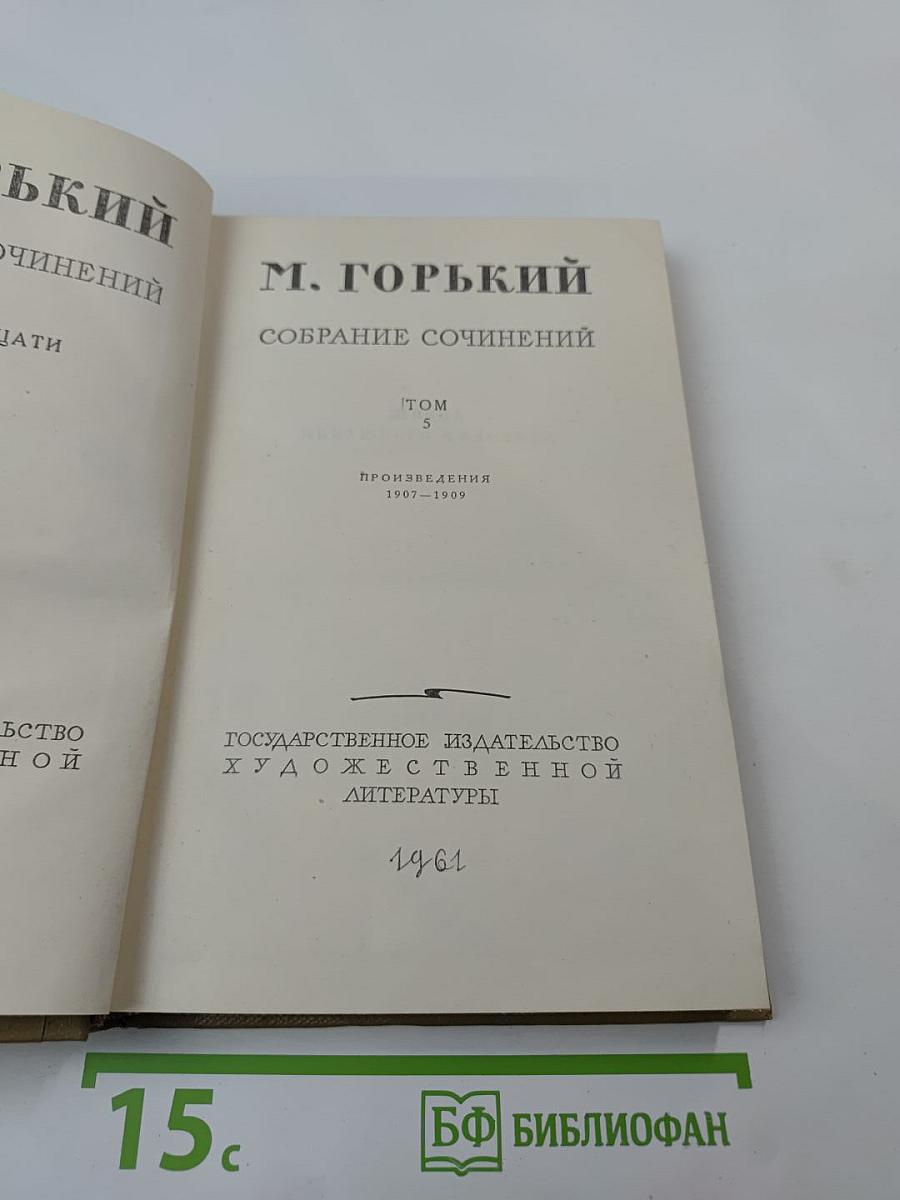 ЬКИЙ
ОЧИНЕНИЙ
ЦАТИ
ЬСТВО
НОЙ
М. ГОРЬКИЙ
СОБРАНИЕ СОЧИНЕНИЙ
ТОМ
5
ПРОИЗВЕДЕНИЯ
1907—1909
ГОСУДАРСТВЕННОЕ ИЗДАТЕЛЬСТВО
ХУДОЖЕСТВЕННОЙ
ЛИТЕРАТУРЫ
1961
15с
БФ БИБЛИОФАН